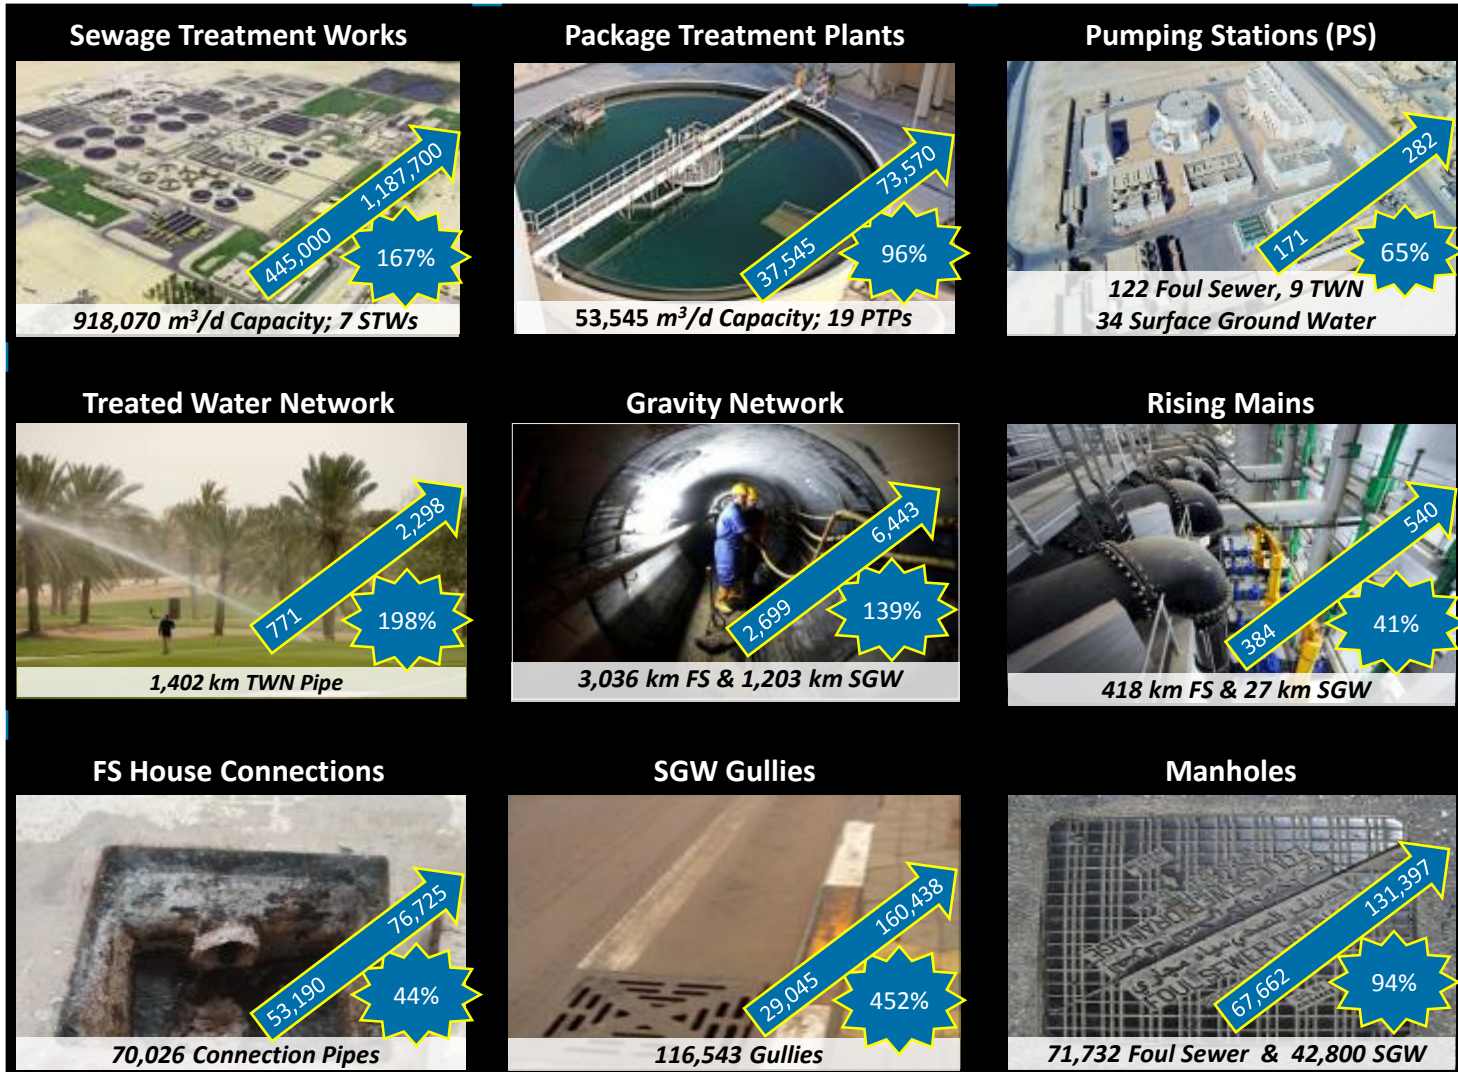 Sewage Treatment Works
445,000 1,187,700
167%
918,070 m³/d Capacity; 7 STWs
Package Treatment Plants
37,545 73,570
96%
53,545 m³/d Capacity; 19 PTPs
Pumping Stations (PS)
171 282
65%
122 Foul Sewer, 9 TWN
34 Surface Ground Water
Treated Water Network
771 2,298
198%
1,402 km TWN Pipe
Gravity Network
2,699 6,443
139%
3,036 km FS & 1,203 km SGW
Rising Mains
384 540
41%
418 km FS & 27 km SGW
FS House Connections
53,190 76,725
44%
70,026 Connection Pipes
SGW Gullies
29,045 160,438
452%
116,543 Gullies
Manholes
67,662 131,397
94%
FOUL SEWER
71,732 Foul Sewer & 42,800 SGW